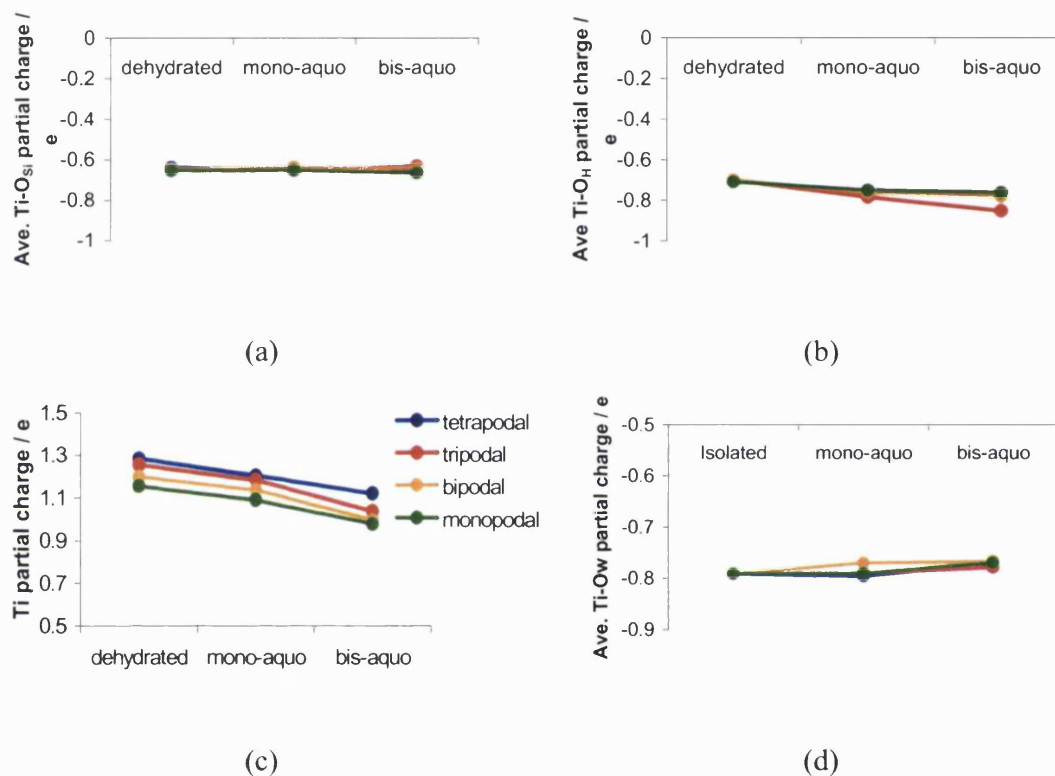 Ave. Ti-OSi partial charge /
e
0
-0.2
-0.4
-0.6
-0.8
-1
dehydrated mono-aquo bis-aquo
(a)
Ave Ti-OH partial charge /
e
0
-0.2
-0.4
-0.6
-0.8
-1
dehydrated mono-aquo bis-aquo
(b)
Ti partial charge / e
1.5
1.3
1.1
0.9
0.7
0.5
dehydrated mono-aquo bis-aquo
tetrapodal
tripodal
bipodal
monopodal
(c)
Ave. Ti-Ow partial charge / e
-0.5
-0.6
-0.7
-0.8
-0.9
Isolated mono-aquo bis-aquo
(d)